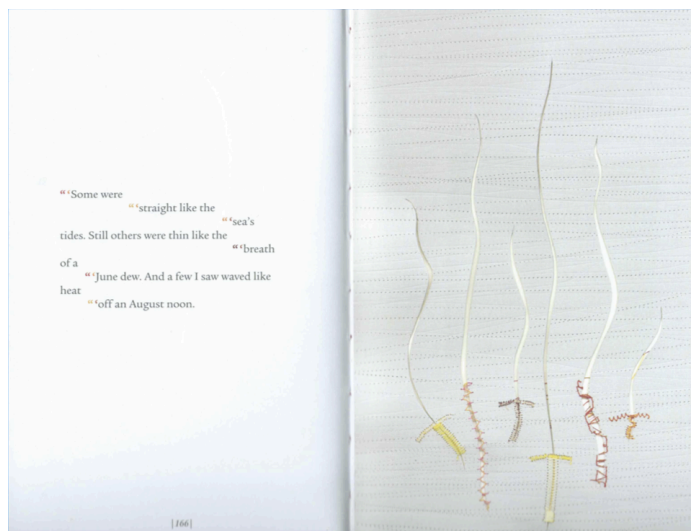 “‘Some were
“‘straight like the
“‘sea’s
tides. Still others were thin like the
“‘breath
of a
“‘June dew. And a few I saw waved like
heat
“‘off an August noon.
|166|